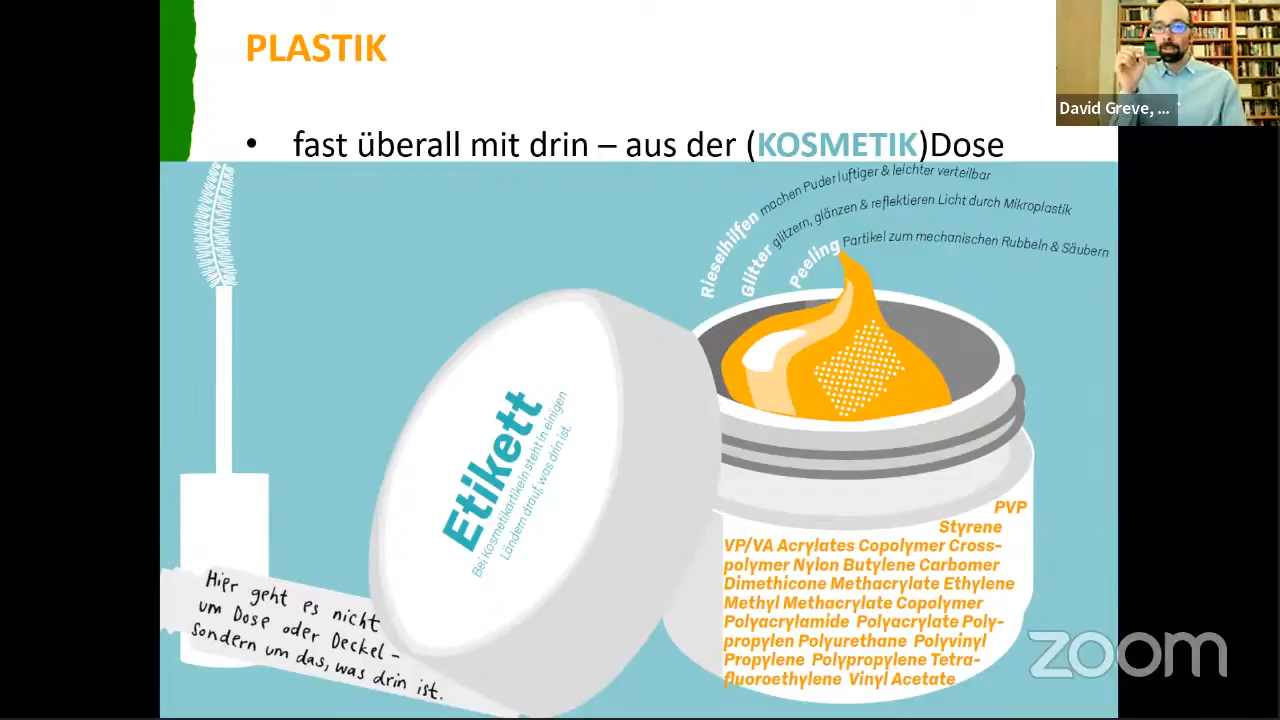 PLASTIK
David Greve, ...
• fast überall mit drin – aus der (KOSMETIK)Dose
Rieselhilfen machen Puder luftiger & leichter verteilbar
Glitter glitzern, glänzen & reflektieren Licht durch Mikroplastik
Peeling Partikel zum mechanischen Rubbeln & Säubern
Etikett
Bei Kosmetikartikeln steht in einigen
Ländern drauf, was drin ist.
PVP
Styrene
VP/VA Acrylates Copolymer Cross-
polymer Nylon Butylene Carbomer
Dimethicone Methacrylate Ethylene
Methyl Methacrylate Copolymer
Polyacrylamide Polyacrylate Poly-
propylen Polyurethane Polyvinyl
Propylene Polypropylene Tetra-
fluoroethylene Vinyl Acetate
Hier geht es nicht
um Dose oder Deckel –
sondern um das, was drin ist.
zoom